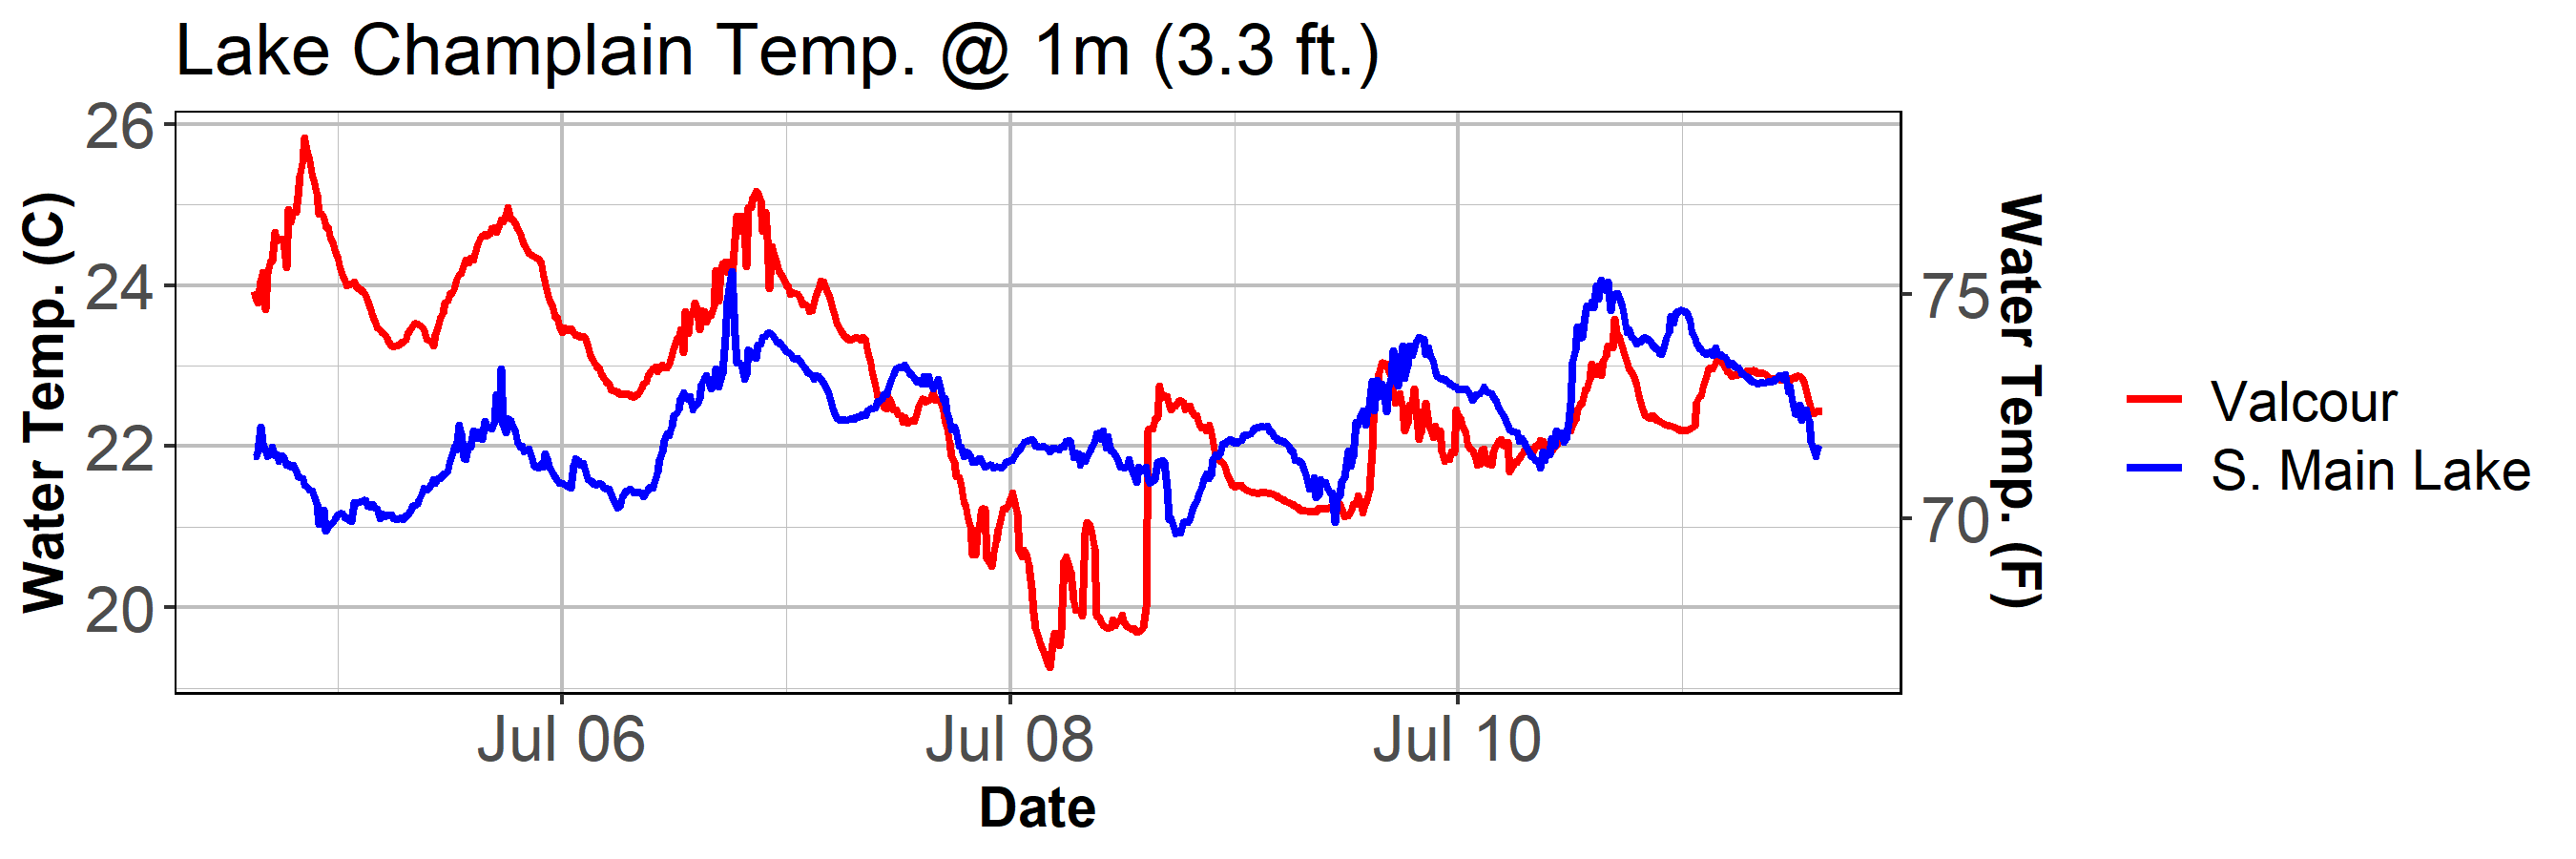 Lake Champlain Temp. @ 1m (3.3 ft.)
Water Temp. (C)
26
24
22
20
Jul 06
Jul 08
Jul 10
Date
75
70
Water Temp. (F)
Valcour
S. Main Lake